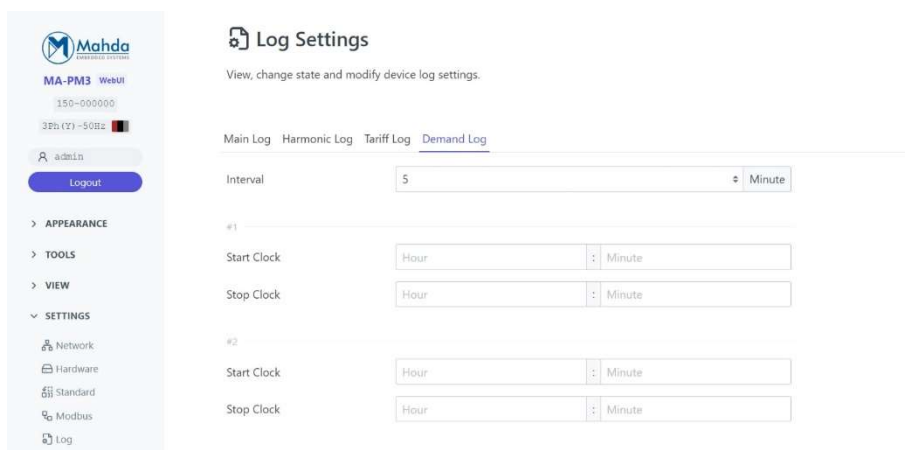 Mahda
EMBEDDED SYSTEMS
MA-PM3 WebUI
150-000000
3Ph(Y)-50Hz
admin
Logout
APPEARANCE
TOOLS
VIEW
SETTINGS
Network
Hardware
Standard
Modbus
Log
Log Settings
View, change state and modify device log settings.
Main Log Harmonic Log Tariff Log Demand Log
Interval 5 Minute
#1
Start Clock Hour : Minute
Stop Clock Hour : Minute
#2
Start Clock Hour : Minute
Stop Clock Hour : Minute